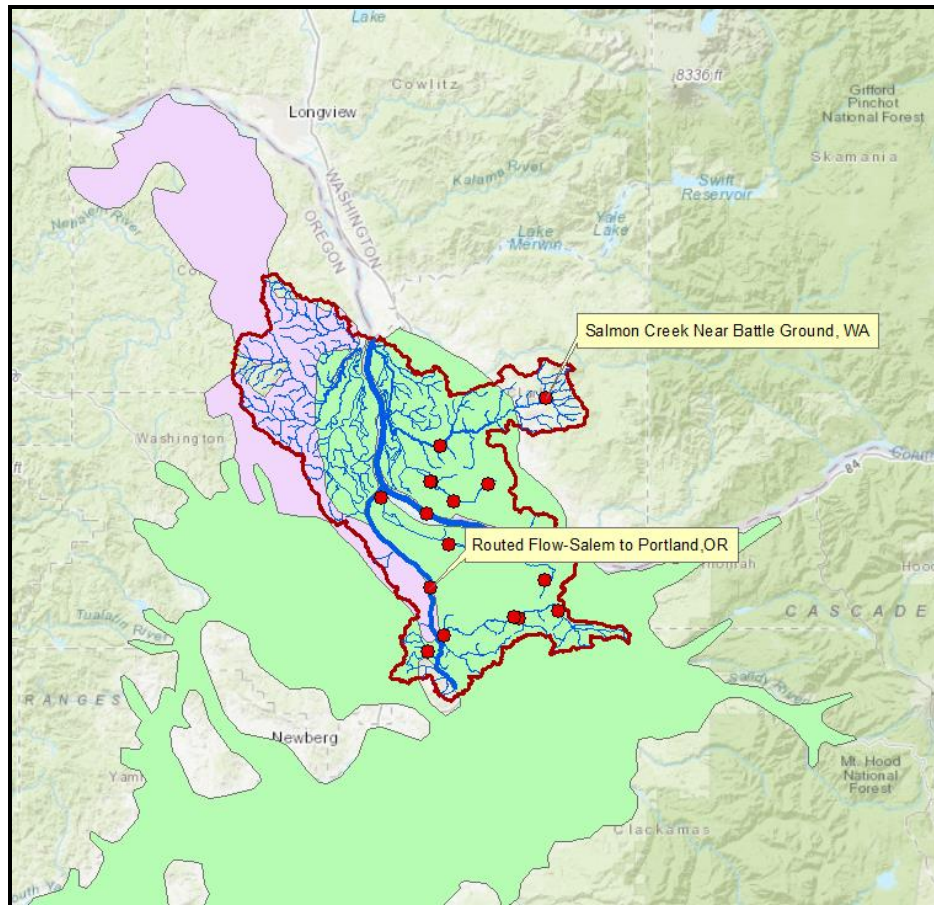 Lake
Cowlitz
8336 ft
Gifford
Pinchot
National Forest
Longview
Skamania
WASHINGTON
OREGON
Kalama River
Swift
Reservoir
Yale
Lake
Lake
Merwin
Nehalem River
Salmon Creek Near Battle Ground, WA
Washington
ft
84
Routed Flow-Salem to Portland,OR
Hood
CASCADE
Tualatin River
Sandy River
RANGES
Newberg
Mt. Hood
National
Forest
Clackamas